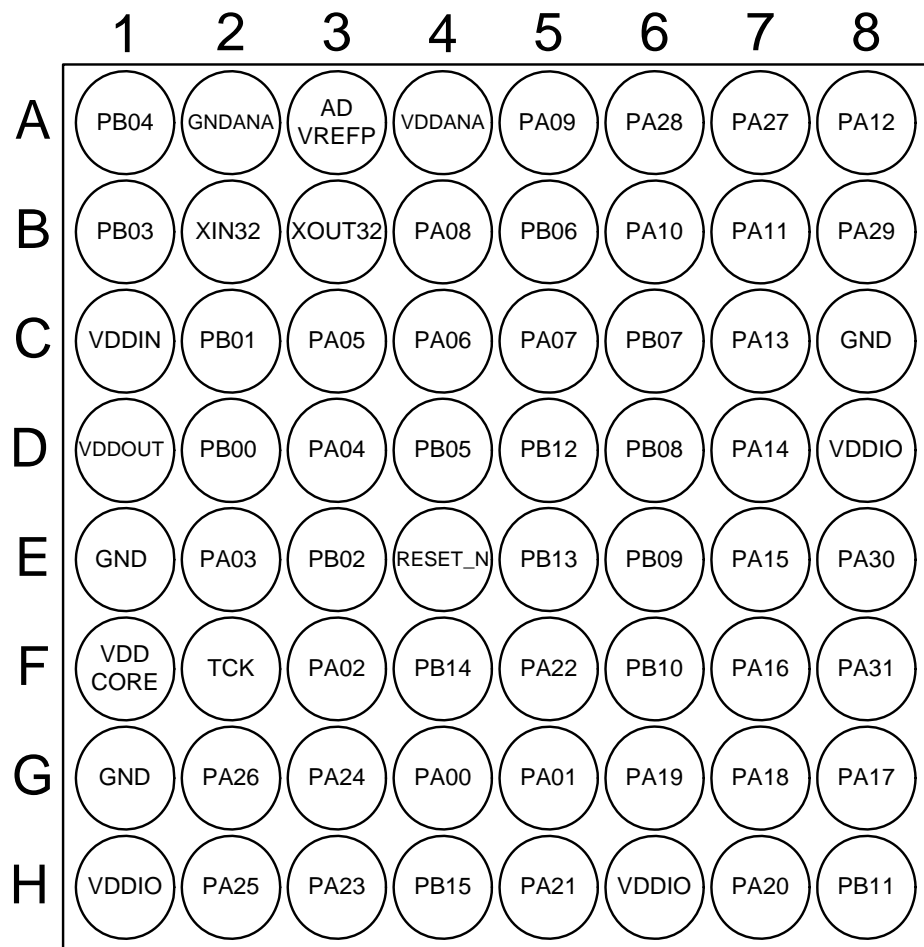 1 2 3 4 5 6 7 8
A PB04 GNDANA AD VREFP VDDANA PA09 PA28 PA27 PA12
B PB03 XIN32 XOUT32 PA08 PB06 PA10 PA11 PA29
C VDDIN PB01 PA05 PA06 PA07 PB07 PA13 GND
D VDDOUT PB00 PA04 PB05 PB12 PB08 PA14 VDDIO
E GND PA03 PB02 RESET_N PB13 PB09 PA15 PA30
F VDD CORE TCK PA02 PB14 PA22 PB10 PA16 PA31
G GND PA26 PA24 PA00 PA01 PA19 PA18 PA17
H VDDIO PA25 PA23 PB15 PA21 VDDIO PA20 PB11